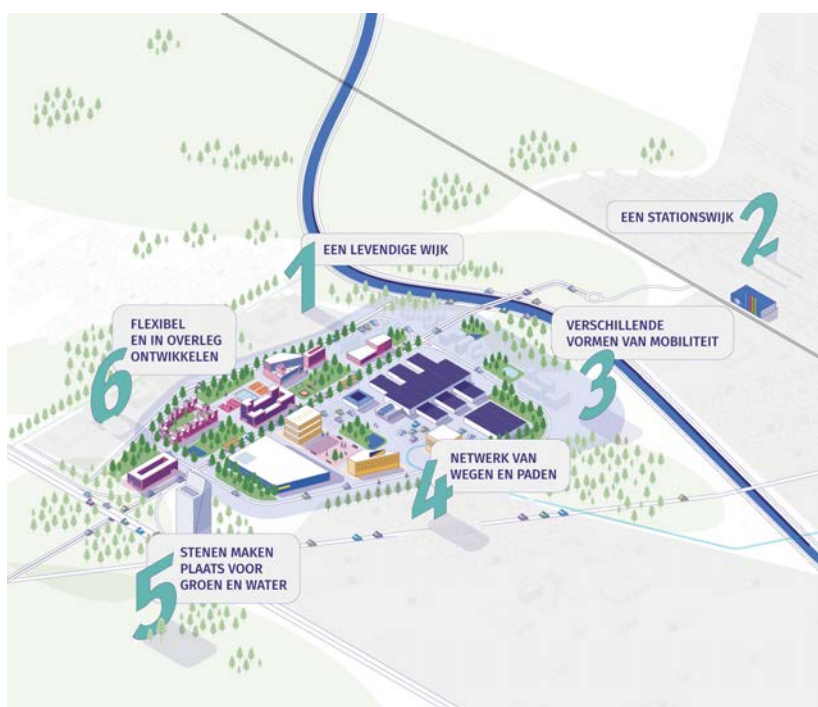 1
EEN LEVENDIGE WIJK
2
EEN STATIONSWIJK
3
VERSCHILLENDE
VORMEN VAN MOBILITEIT
4
NETWERK VAN
WEGEN EN PADEN
5
STENEN MAKEN
PLAATS VOOR
GROEN EN WATER
6
FLEXIBEL
EN IN OVERLEG
ONTWIKKELEN